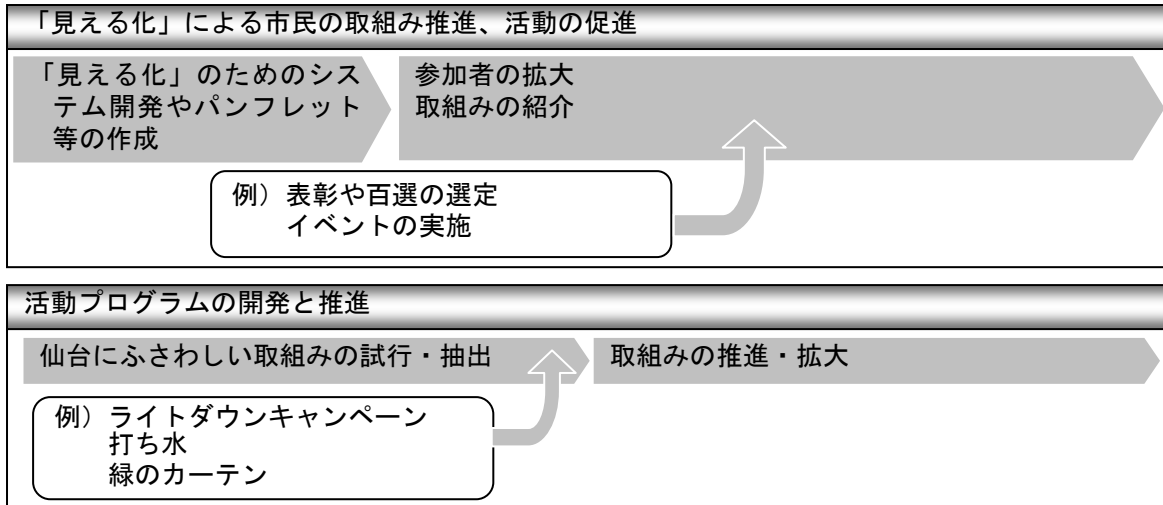 「見える化」による市民の取組み推進、活動の促進
「見える化」のためのシス
テム開発やパンフレット
等の作成
参加者の拡大
取組みの紹介
例）表彰や百選の選定
イベントの実施
活動プログラムの開発と推進
仙台にふさわしい取組みの試行・抽出
取組みの推進・拡大
例）ライトダウンキャンペーン
打ち水
緑のカーテン